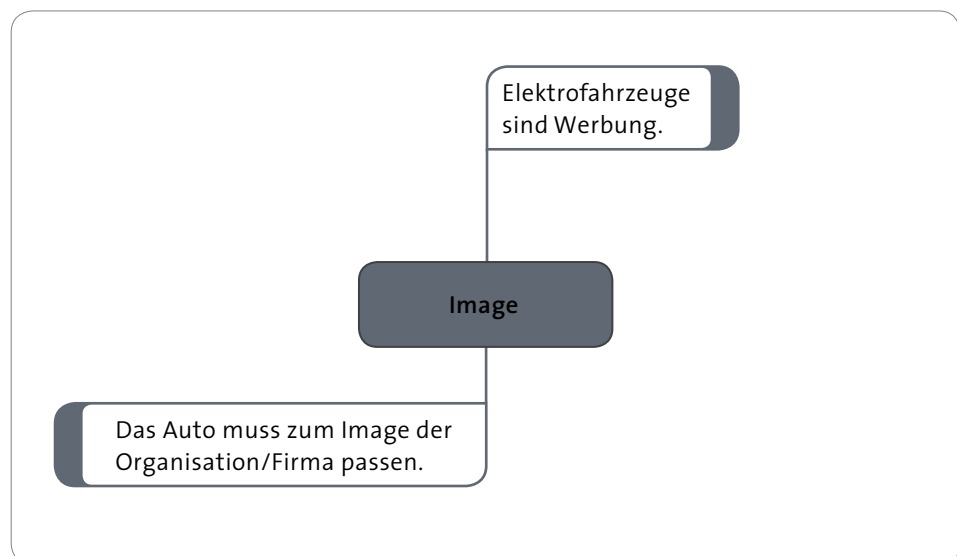 Elektrofahrzeuge
sind Werbung.
Image
Das Auto muss zum Image der
Organisation/Firma passen.